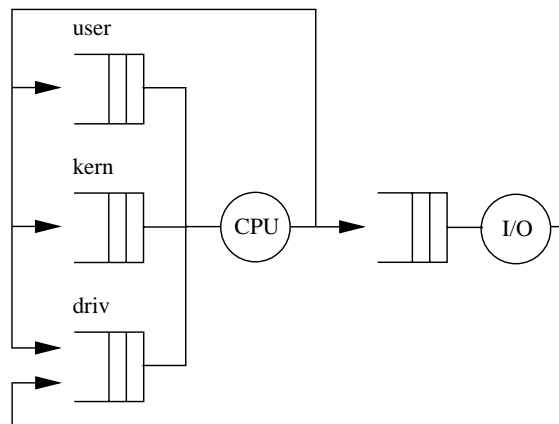 user
kern
CPU
I/O
driv